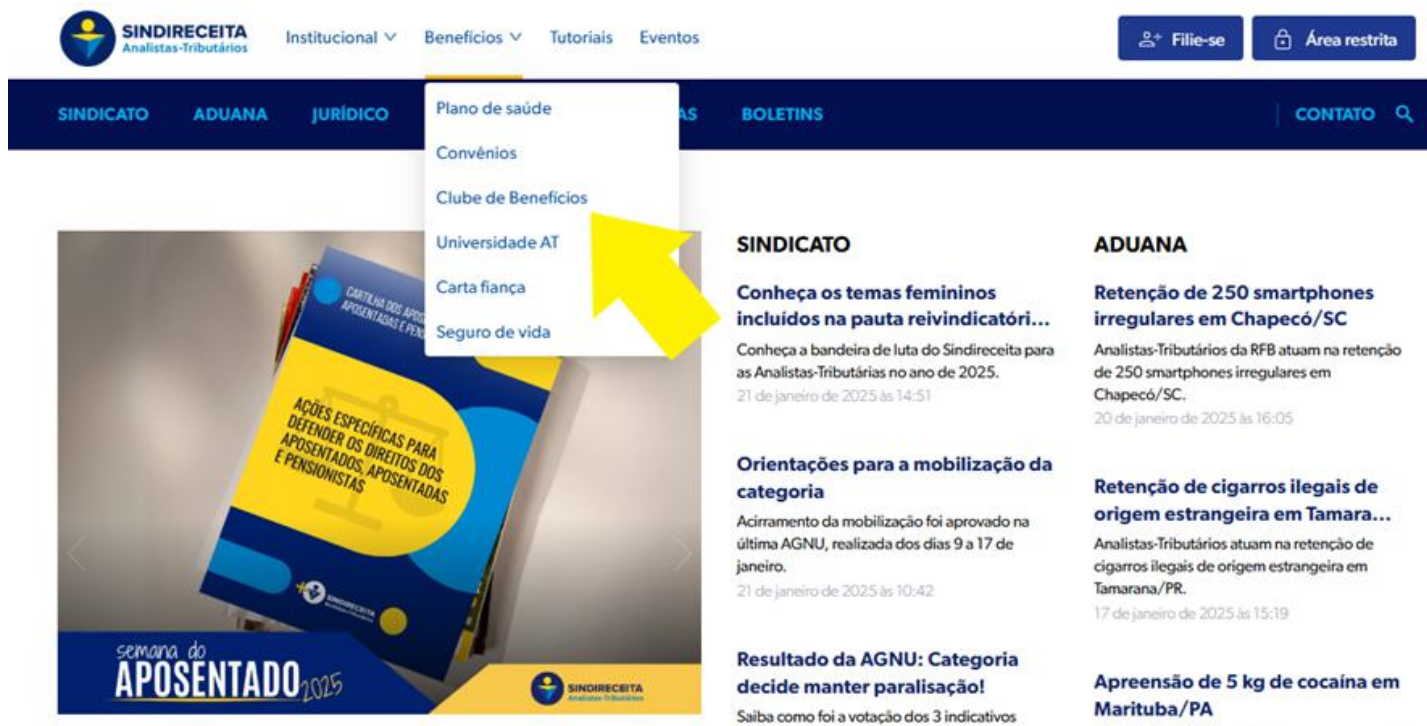 SINDIRECEITA
Analistas-Tributários
Institucional
Benefícios
Tutoriais
Eventos
Filie-se
Área restrita
SINDICATO
ADUANA
JURÍDICO
AS
BOLETINS
CONTATO
Plano de saúde
Convênios
Clube de Benefícios
Universidade AT
Carta fiança
Seguro de vida
CARTILHA DOS
APOSENTADAS E
AÇÕES ESPECÍFICAS PARA
DEFENDER OS DIREITOS DOS
APOSENTADOS, APOSENTADAS
E PENSIONISTAS
SINDIRECEITA
Analistas-Tributários
semana do
APOSENTADO 2025
SINDIRECEITA
Analistas-Tributários
SINDICATO
Conheça os temas femininos
incluídos na pauta reivindicatóri...
Conheça a bandeira de luta do Sindireceita para
as Analistas-Tributárias no ano de 2025.
21 de janeiro de 2025 às 14:51
Orientações para a mobilização da
categoria
Acirramento da mobilização foi aprovado na
última AGNU, realizada dos dias 9 a 17 de
janeiro.
21 de janeiro de 2025 às 10:42
Resultado da AGNU: Categoria
decide manter paralisação!
Saiba como foi a votação dos 3 indicativos
ADUANA
Retenção de 250 smartphones
irregulares em Chapecó/SC
Analistas-Tributários da RFB atuam na retenção
de 250 smartphones irregulares em
Chapecó/SC.
20 de janeiro de 2025 às 16:05
Retenção de cigarros ilegais de
origem estrangeira em Tamara...
Analistas-Tributários atuam na retenção de
cigarros ilegais de origem estrangeira em
Tamarana/PR.
17 de janeiro de 2025 às 15:19
Apreensão de 5 kg de cocaína em
Marituba/PA